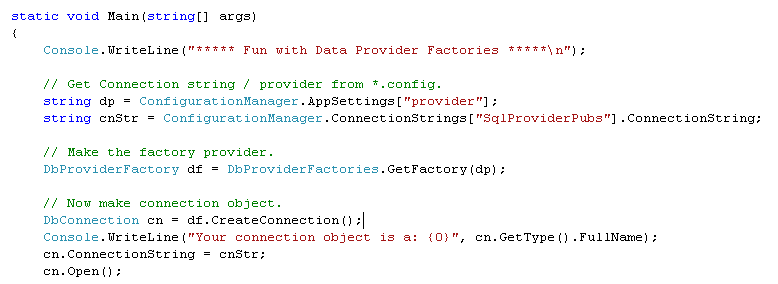 static void Main(string[] args)
{
Console.WriteLine("***** Fun with Data Provider Factories *****\n");
// Get Connection string / provider from *.config.
string dp = ConfigurationManager.AppSettings["provider"];
string cnStr = ConfigurationManager.ConnectionStrings["SqlProviderPubs"].ConnectionString;
// Make the factory provider.
DbProviderFactory df = DbProviderFactories.GetFactory(dp);
// Now make connection object.
DbConnection cn = df.CreateConnection();
Console.WriteLine("Your connection object is a: {0}", cn.GetType().FullName);
cn.ConnectionString = cnStr;
cn.Open();